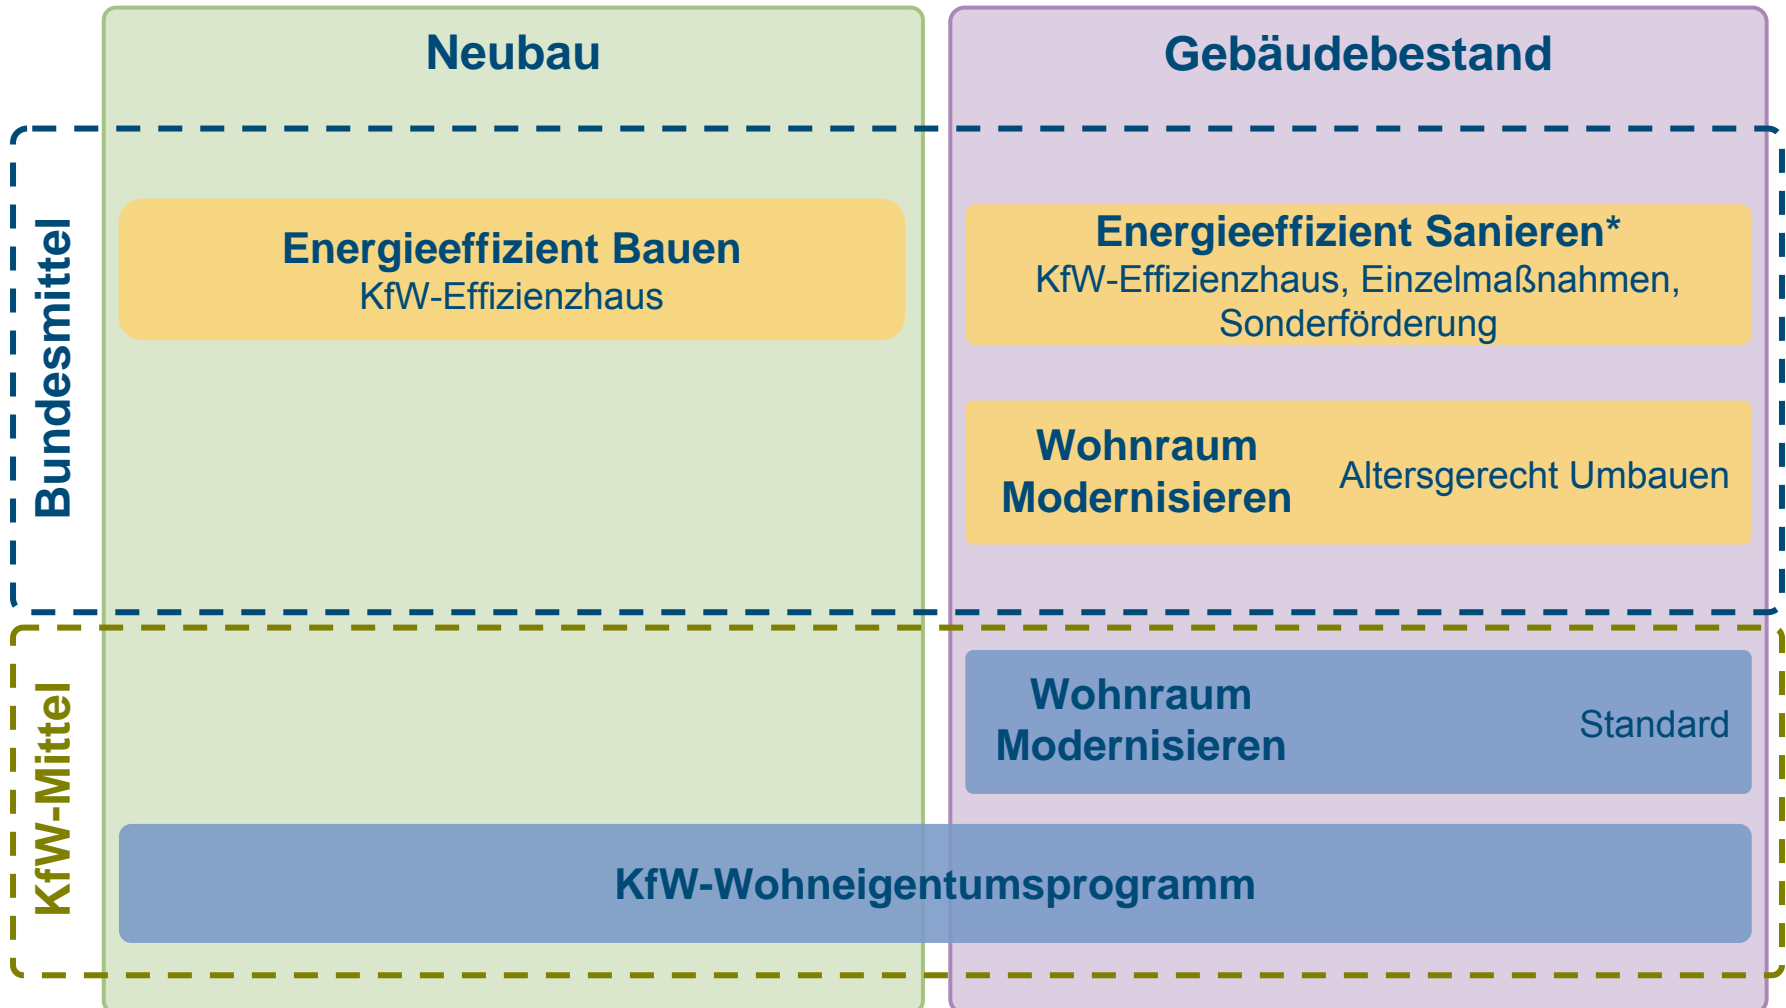 Neubau
Gebäudebestand
Bundesmittel
Energieeffizient Bauen
KfW-Effizienzhaus
Energieeffizient Sanieren*
KfW-Effizienzhaus, Einzelmaßnahmen,
Sonderförderung
Wohnraum
Modernisieren
Altersgerecht Umbauen
KfW-Mittel
Wohnraum
Modernisieren
Standard
KfW-Wohneigentumsprogramm